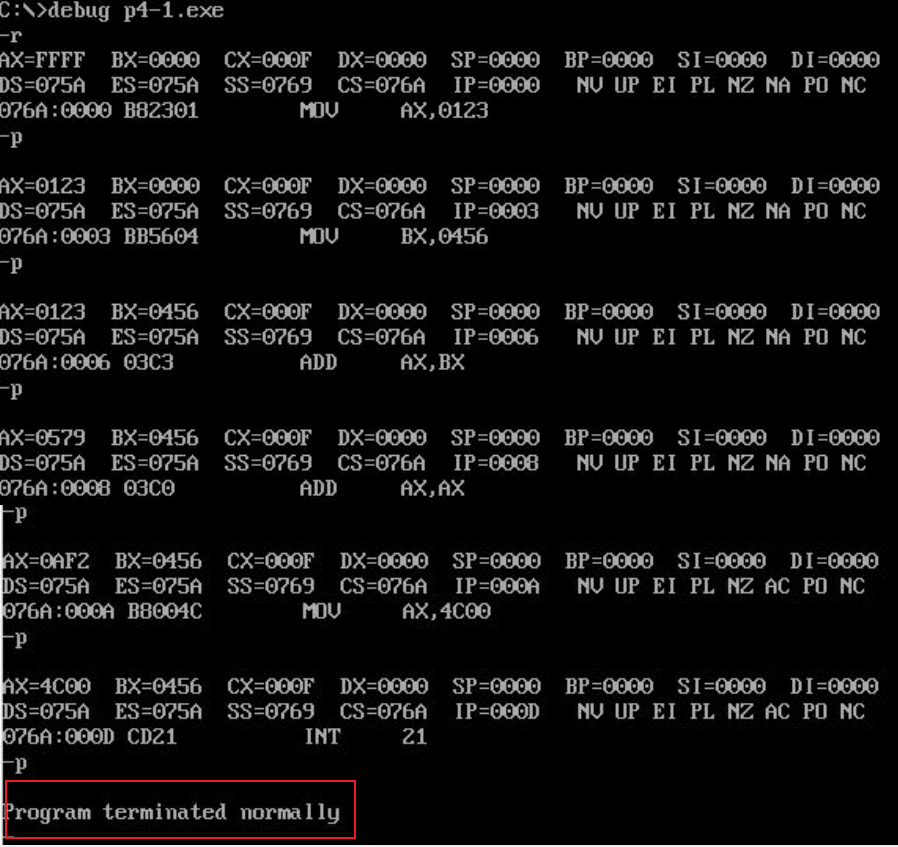 C:\>debug p4-1.exe
-r
AX=FFFF  BX=0000  CX=000F  DX=0000  SP=0000  BP=0000  SI=0000  DI=0000
DS=075A  ES=075A  SS=0769  CS=076A  IP=0000   NV UP EI PL NZ NA PO NC
076A:0000 B82301        MOV     AX,0123
-p
AX=0123  BX=0000  CX=000F  DX=0000  SP=0000  BP=0000  SI=0000  DI=0000
DS=075A  ES=075A  SS=0769  CS=076A  IP=0003   NV UP EI PL NZ NA PO NC
076A:0003 BB5604        MOV     BX,0456
-p
AX=0123  BX=0456  CX=000F  DX=0000  SP=0000  BP=0000  SI=0000  DI=0000
DS=075A  ES=075A  SS=0769  CS=076A  IP=0006   NV UP EI PL NZ NA PO NC
076A:0006 03C3          ADD     AX,BX
-p
AX=0579  BX=0456  CX=000F  DX=0000  SP=0000  BP=0000  SI=0000  DI=0000
DS=075A  ES=075A  SS=0769  CS=076A  IP=0008   NV UP EI PL NZ NA PO NC
076A:0008 03C0          ADD     AX,AX
-p
AX=0AF2  BX=0456  CX=000F  DX=0000  SP=0000  BP=0000  SI=0000  DI=0000
DS=075A  ES=075A  SS=0769  CS=076A  IP=000A   NV UP EI PL NZ AC PO NC
076A:000A B8004C        MOV     AX,4C00
-p
AX=4C00  BX=0456  CX=000F  DX=0000  SP=0000  BP=0000  SI=0000  DI=0000
DS=075A  ES=075A  SS=0769  CS=076A  IP=000D   NV UP EI PL NZ AC PO NC
076A:000D CD21          INT     21
-p
Program terminated normally